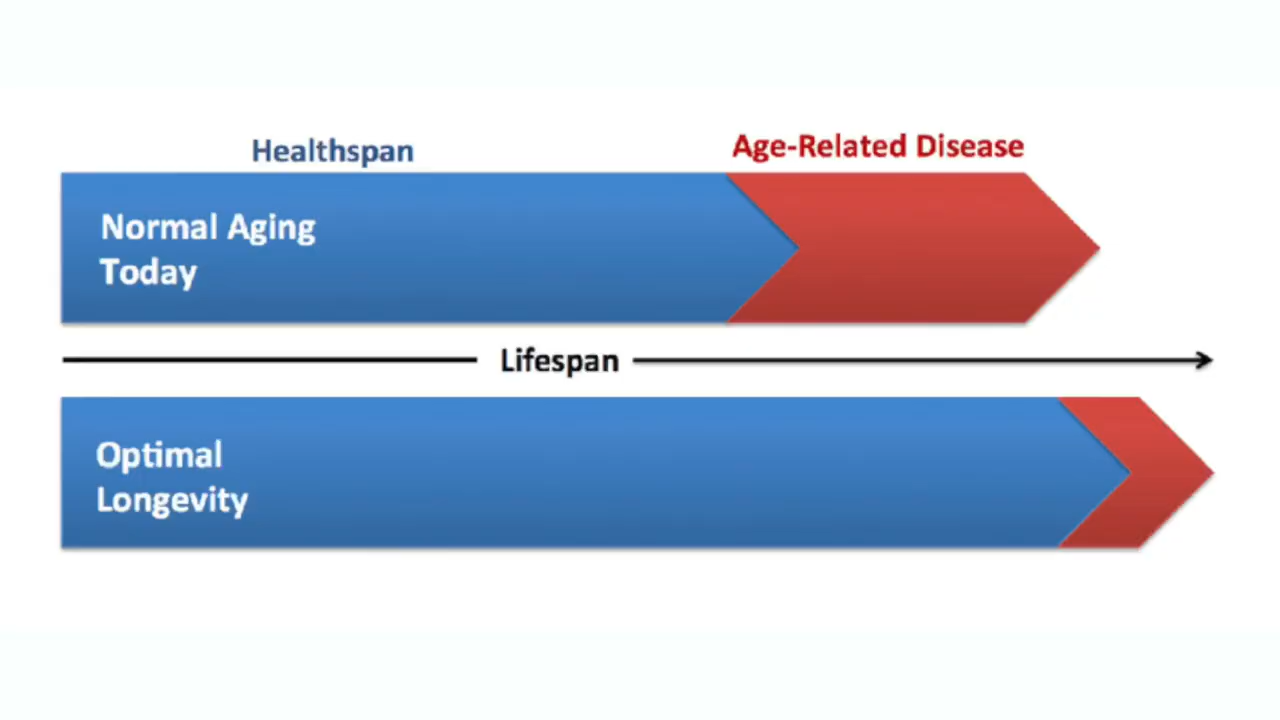 Healthspan
Age-Related Disease
Normal Aging
Today
Lifespan
Optimal
Longevity